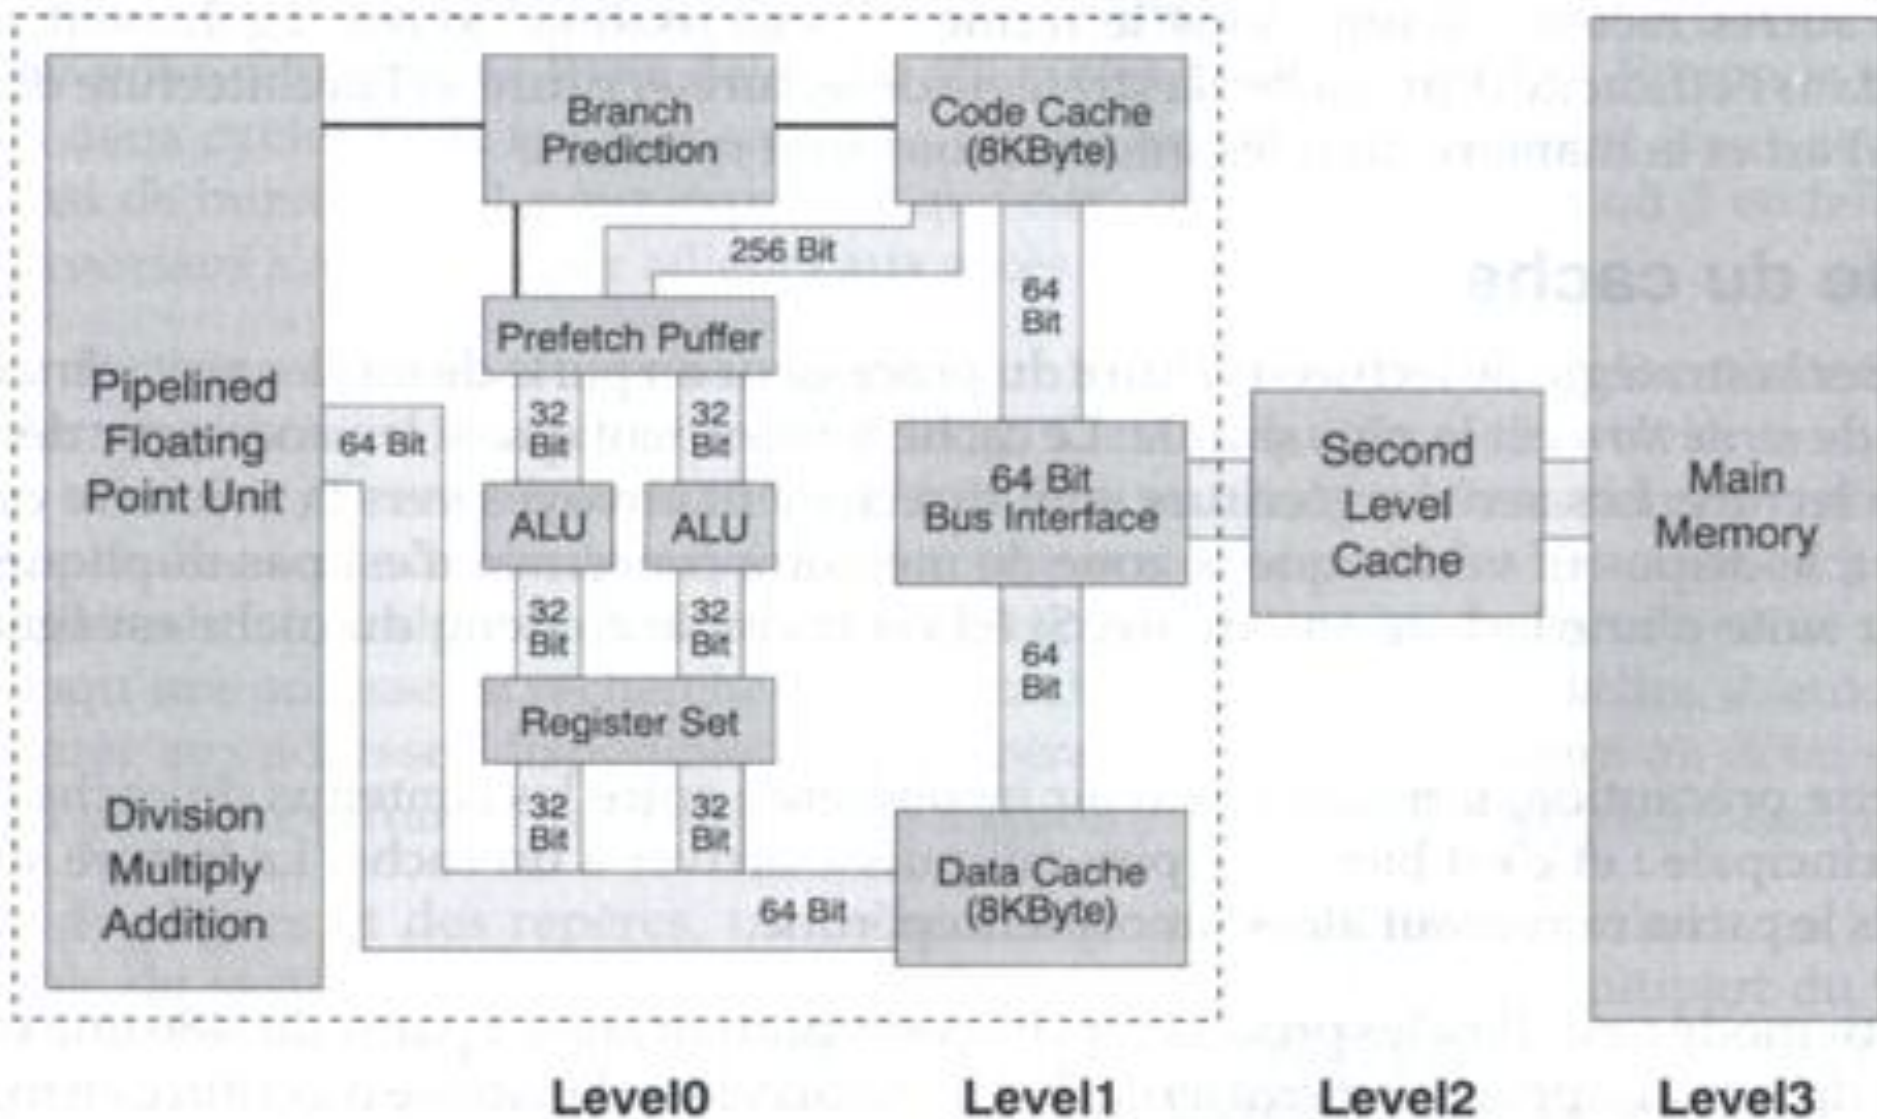 Branch
Prediction
Code Cache
(8KByte)
256 Bit
64
Bit
Prefetch Puffer
Pipelined
Floating
Point Unit
64 Bit
32
Bit
32
Bit
ALU
ALU
64 Bit
Bus Interface
Second
Level
Cache
Main
Memory
32
Bit
32
Bit
64
Bit
Register Set
Division
Multiply
Addition
32
Bit
32
Bit
64 Bit
Data Cache
(8KByte)
Level0
Level1
Level2
Level3